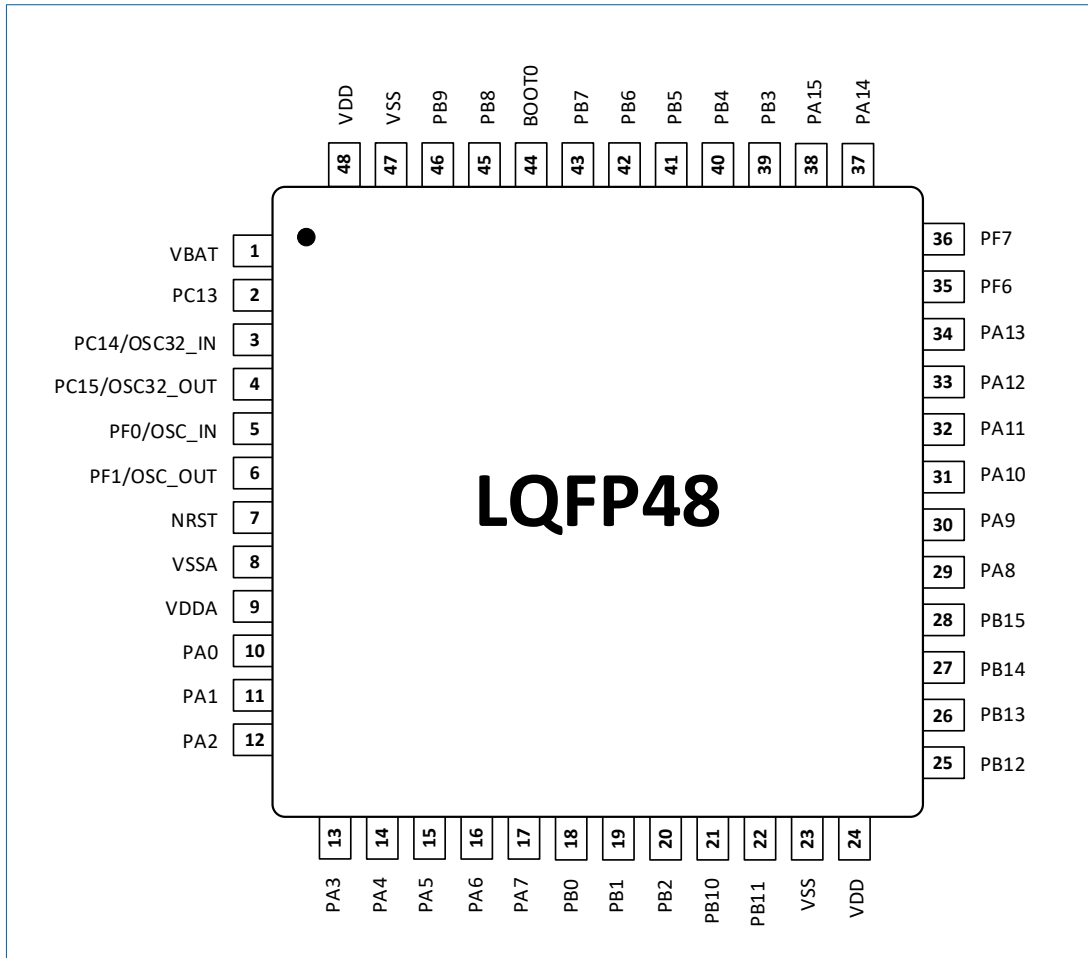 VDD
VSS
PB9
PB8
BOOT0
PB7
PB6
PB5
PB4
PB3
PA15
PA14
48
47
46
45
44
43
42
41
40
39
38
37
VBAT 1
PC13 2
PC14/OSC32_IN 3
PC15/OSC32_OUT 4
PF0/OSC_IN 5
PF1/OSC_OUT 6
NRST 7
VSSA 8
VDDA 9
PA0 10
PA1 11
PA2 12
LQFP48
36 PF7
35 PF6
34 PA13
33 PA12
32 PA11
31 PA10
30 PA9
29 PA8
28 PB15
27 PB14
26 PB13
25 PB12
13
14
15
16
17
18
19
20
21
22
23
24
PA3
PA4
PA5
PA6
PA7
PB0
PB1
PB2
PB10
PB11
VSS
VDD